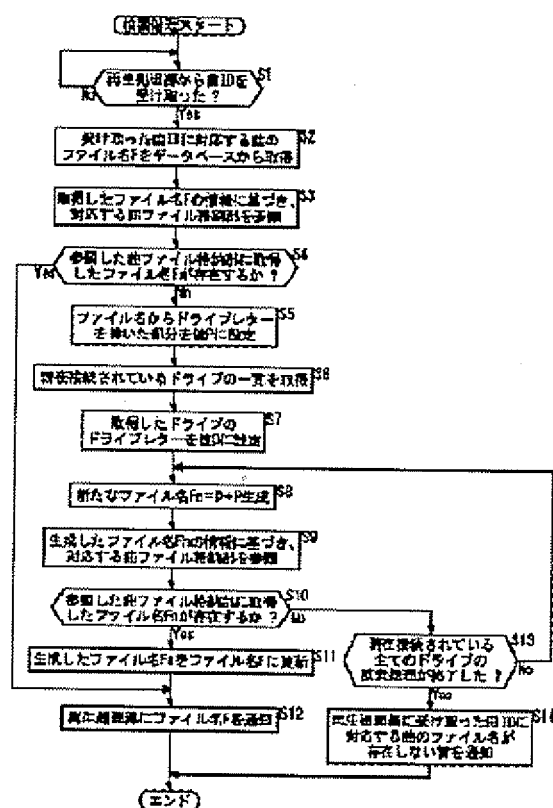 スタート
再生処理部から曲IDを
受け取った？
S1
No
Yes
受け取った曲IDに対応する曲の
ファイル名Fをデータベースから取得
S2
取得したファイル名Fの情報に基づき、
対応する曲ファイル格納部を参照
S3
参照した曲ファイル格納部に取得
したファイル名Fが存在するか？
S4
Yes
No
ファイル名からドライブレター
を除いた部分を値Pに設定
S5
現在接続されているドライブの一覧を取得
S6
取得したドライブの
ドライブレターを値Dに設定
S7
新たなファイル名Fn=D+P生成
S8
生成したファイル名Fnの情報に基づき、
対応する曲ファイル格納部を参照
S9
参照した曲ファイル格納部に取得
したファイル名Fnが存在するか？
S10
No
Yes
生成したファイル名Fnをファイル名Fに更新
S11
現在接続されている
全てのドライブの
が終了した？
S13
No
Yes
再生処理部にファイル名Fを通知
S12
再生処理部に受け取った曲IDに
対応する曲のファイル名が
存在しない旨を通知
S14
エンド